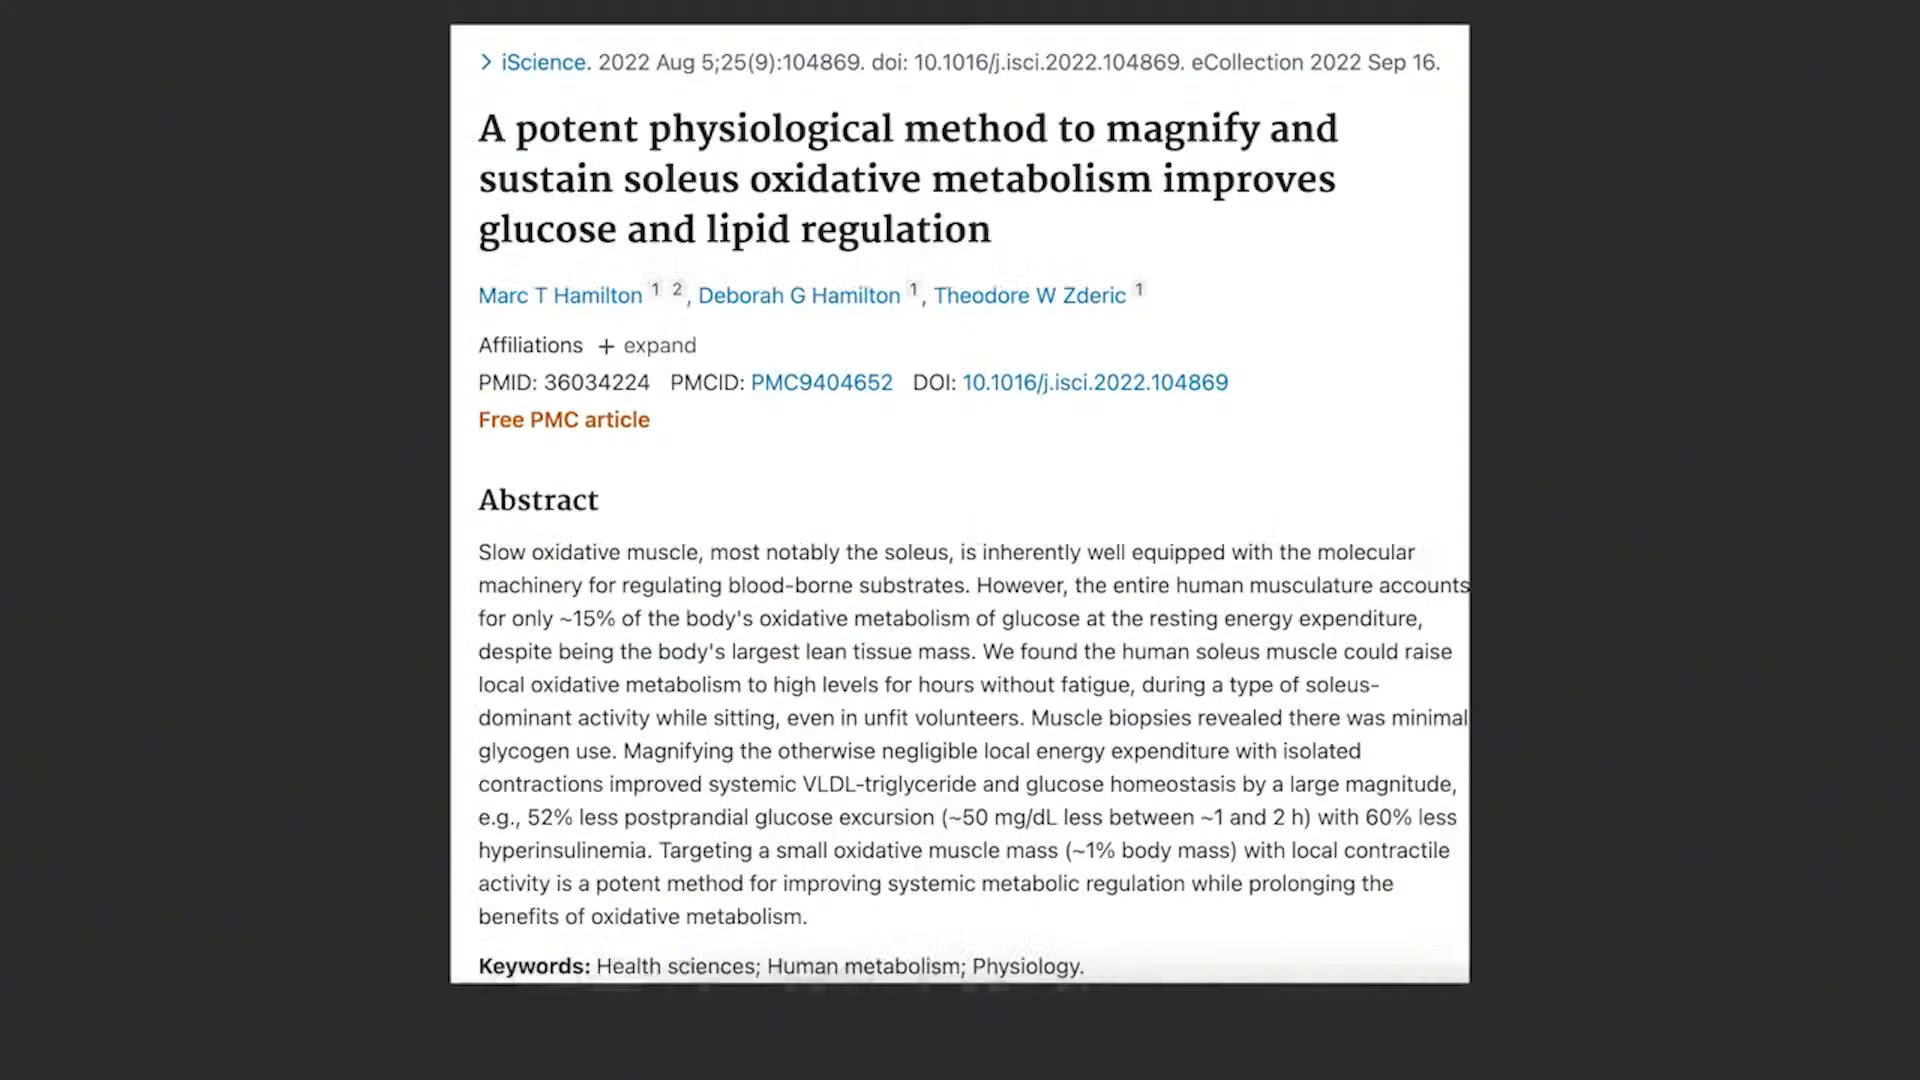 > iScience. 2022 Aug 5;25(9):104869. doi: 10.1016/j.isci.2022.104869. eCollection 2022 Sep 16.
A potent physiological method to magnify and
sustain soleus oxidative metabolism improves
glucose and lipid regulation
Marc T Hamilton 1 2, Deborah G Hamilton 1, Theodore W Zderic 1
Affiliations + expand
PMID: 36034224 PMCID: PMC9404652 DOI: 10.1016/j.isci.2022.104869
Free PMC article
Abstract
Slow oxidative muscle, most notably the soleus, is inherently well equipped with the molecular
machinery for regulating blood-borne substrates. However, the entire human musculature accounts
for only ~15% of the body's oxidative metabolism of glucose at the resting energy expenditure,
despite being the body's largest lean tissue mass. We found the human soleus muscle could raise
local oxidative metabolism to high levels for hours without fatigue, during a type of soleus-
dominant activity while sitting, even in unfit volunteers. Muscle biopsies revealed there was minimal
glycogen use. Magnifying the otherwise negligible local energy expenditure with isolated
contractions improved systemic VLDL-triglyceride and glucose homeostasis by a large magnitude,
e.g., 52% less postprandial glucose excursion (~50 mg/dL less between ~1 and 2 h) with 60% less
hyperinsulinemia. Targeting a small oxidative muscle mass (~1% body mass) with local contractile
activity is a potent method for improving systemic metabolic regulation while prolonging the
benefits of oxidative metabolism.
Keywords: Health sciences; Human metabolism; Physiology.